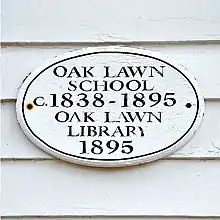 OAK LAWN
SCHOOL
C.1838-1895
OAK LAWN
LIBRARY
1895